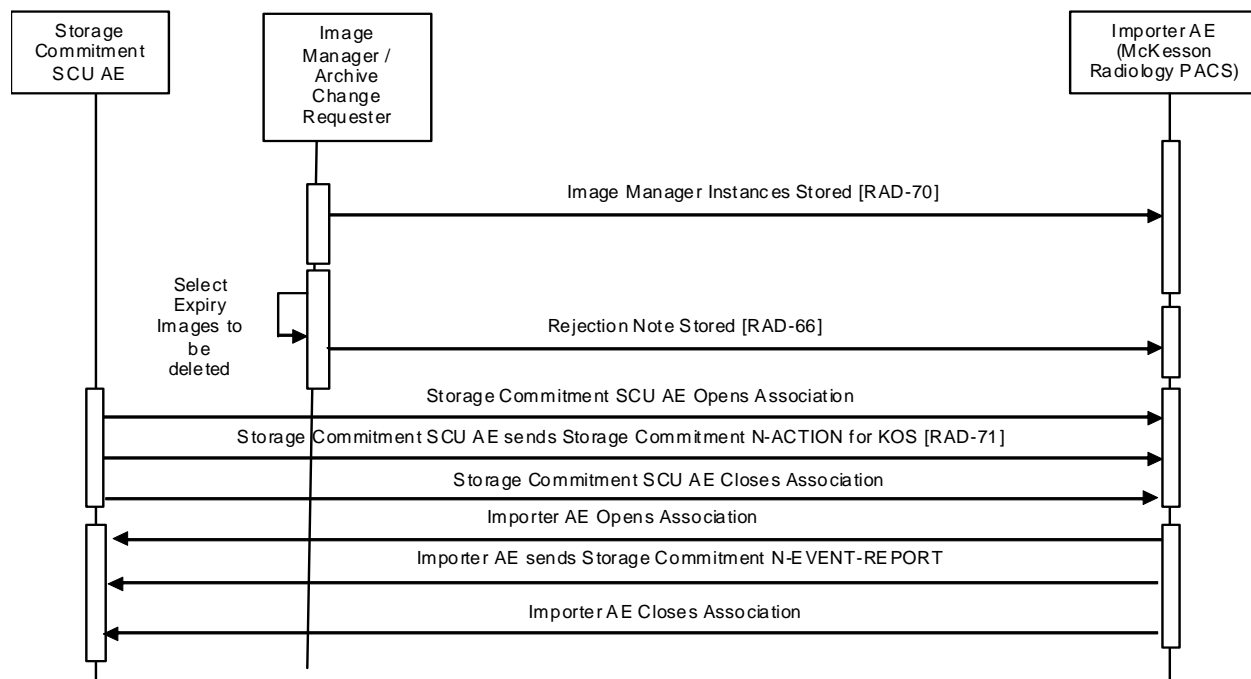 Storage
Commitment
SCU AE
Image
Manager /
Archive
Change
Requester
Importer AE
(McKesson
Radiology PACS)
Image Manager Instances Stored [RAD-70]
Select
Expiry
Images to
be
deleted
Rejection Note Stored [RAD-66]
Storage Commitment SCU AE Opens Association
Storage Commitment SCU AE sends Storage Commitment N-ACTION for KOS [RAD-71]
Storage Commitment SCU AE Closes Association
Importer AE Opens Association
Importer AE sends Storage Commitment N-EVENT-REPORT
Importer AE Closes Association